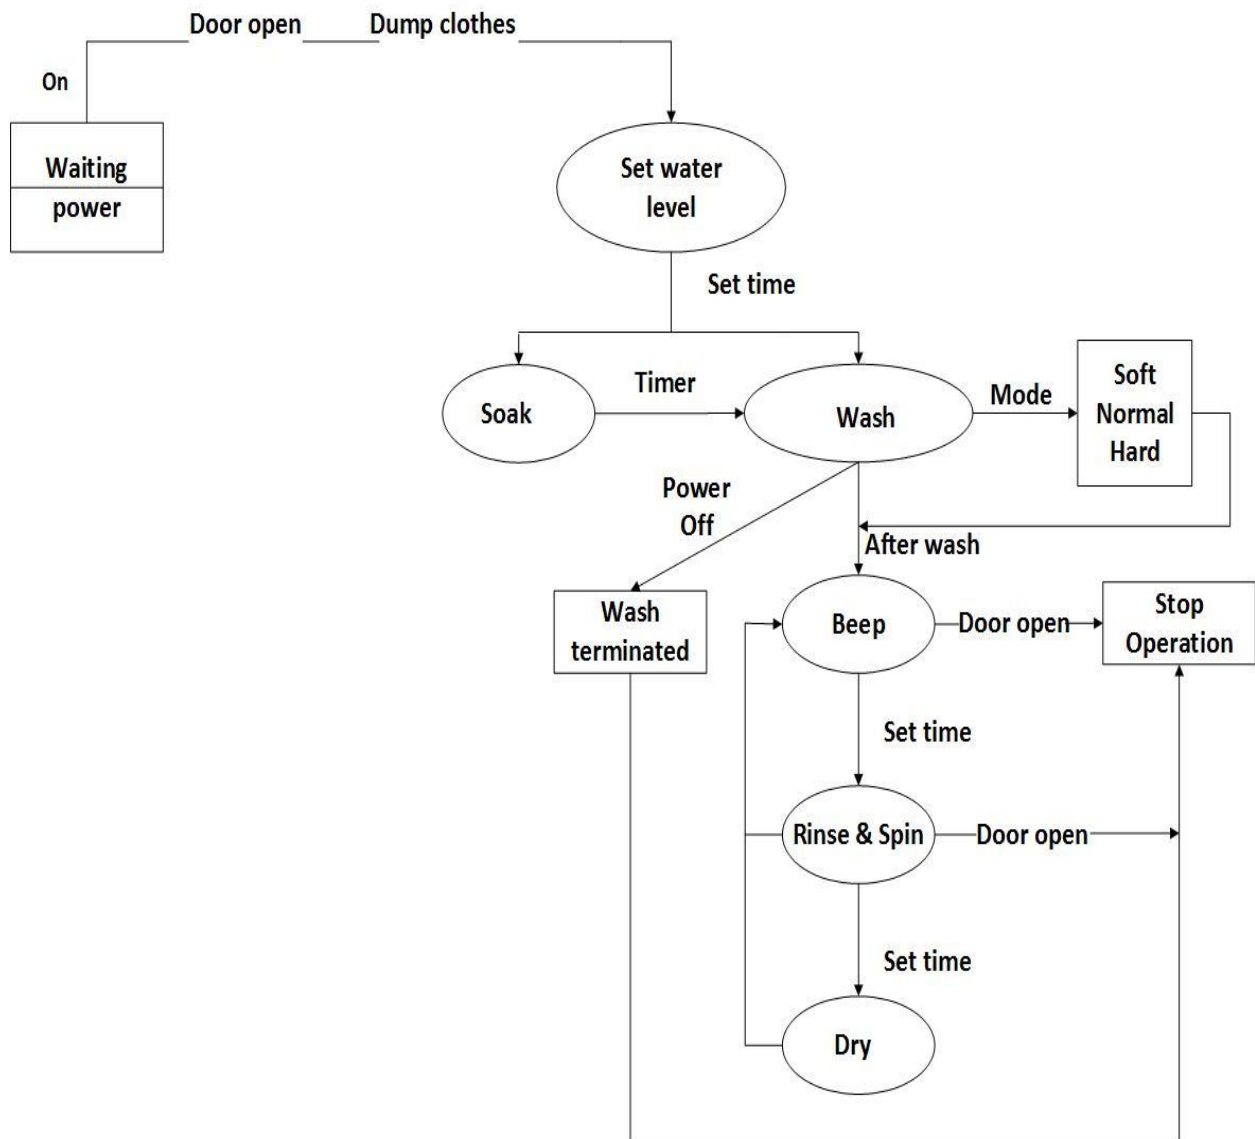 Door open
Dump clothes
On
Waiting
power
Set water
level
Set time
Soak
Timer
Wash
Mode
Soft
Normal
Hard
Power
Off
After wash
Wash
terminated
Beep
Door open
Stop
Operation
Set time
Rinse & Spin
Door open
Set time
Dry